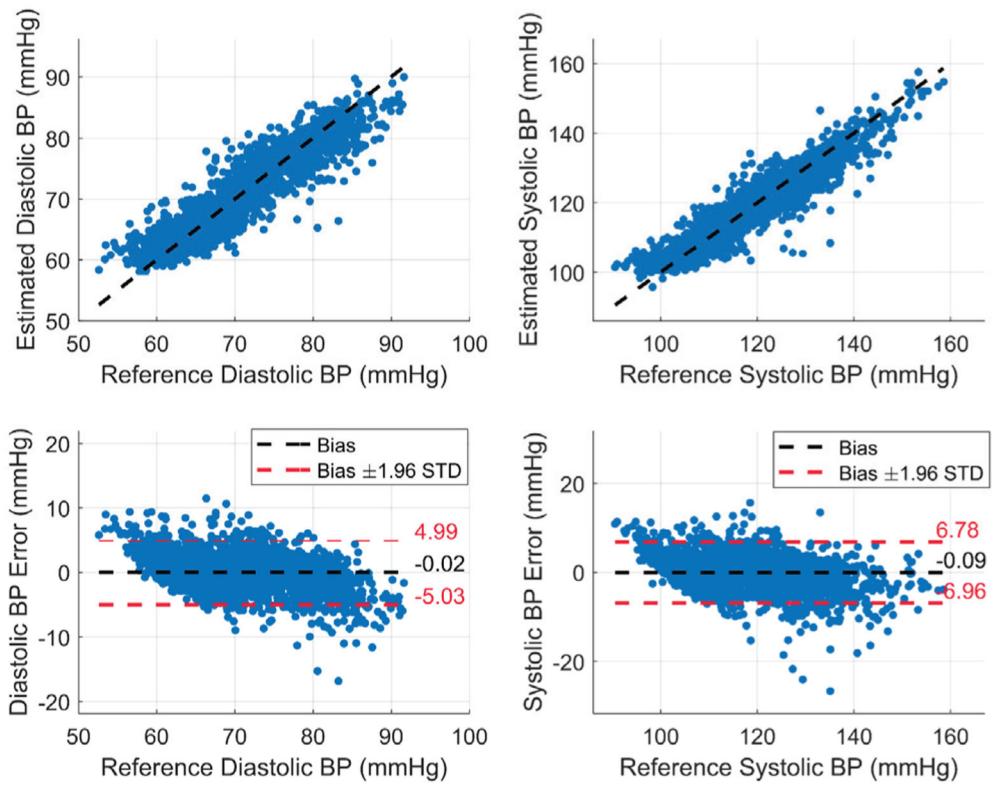 Estimated Diastolic BP (mmHg)
90
80
70
60
50
50 60 70 80 90 100
Reference Diastolic BP (mmHg)
Estimated Systolic BP (mmHg)
160
140
120
100
100 120 140 160
Reference Systolic BP (mmHg)
Diastolic BP Error (mmHg)
20
10
0
-10
-20
Bias
Bias ±1.96 STD
4.99
-0.02
-5.03
50 60 70 80 90 100
Reference Diastolic BP (mmHg)
Systolic BP Error (mmHg)
20
0
-20
Bias
Bias ±1.96 STD
6.78
-0.09
-6.96
100 120 140 160
Reference Systolic BP (mmHg)